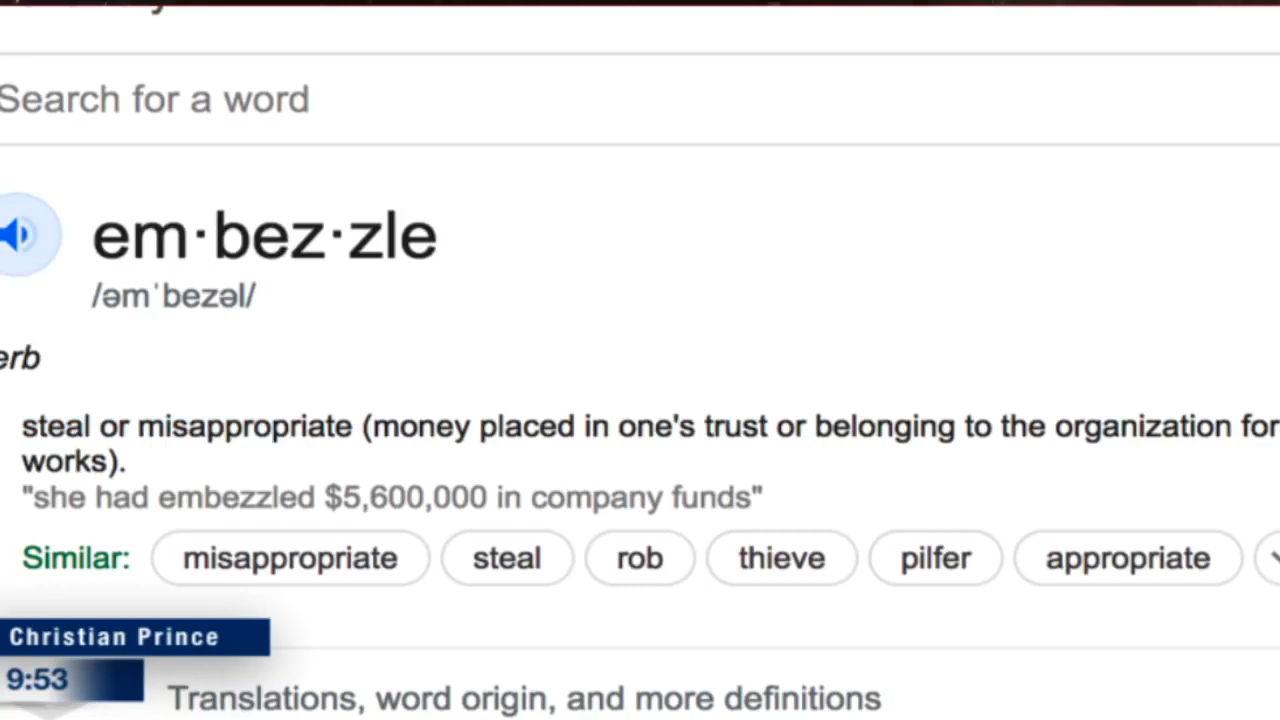 Search for a word
em·bez·zle
/əmˈbezəl/
erb
steal or misappropriate (money placed in one's trust or belonging to the organization for
works).
"she had embezzled $5,600,000 in company funds"
Similar: misappropriate steal rob thieve pilfer appropriate
Christian Prince
9:53
Translations, word origin, and more definitions